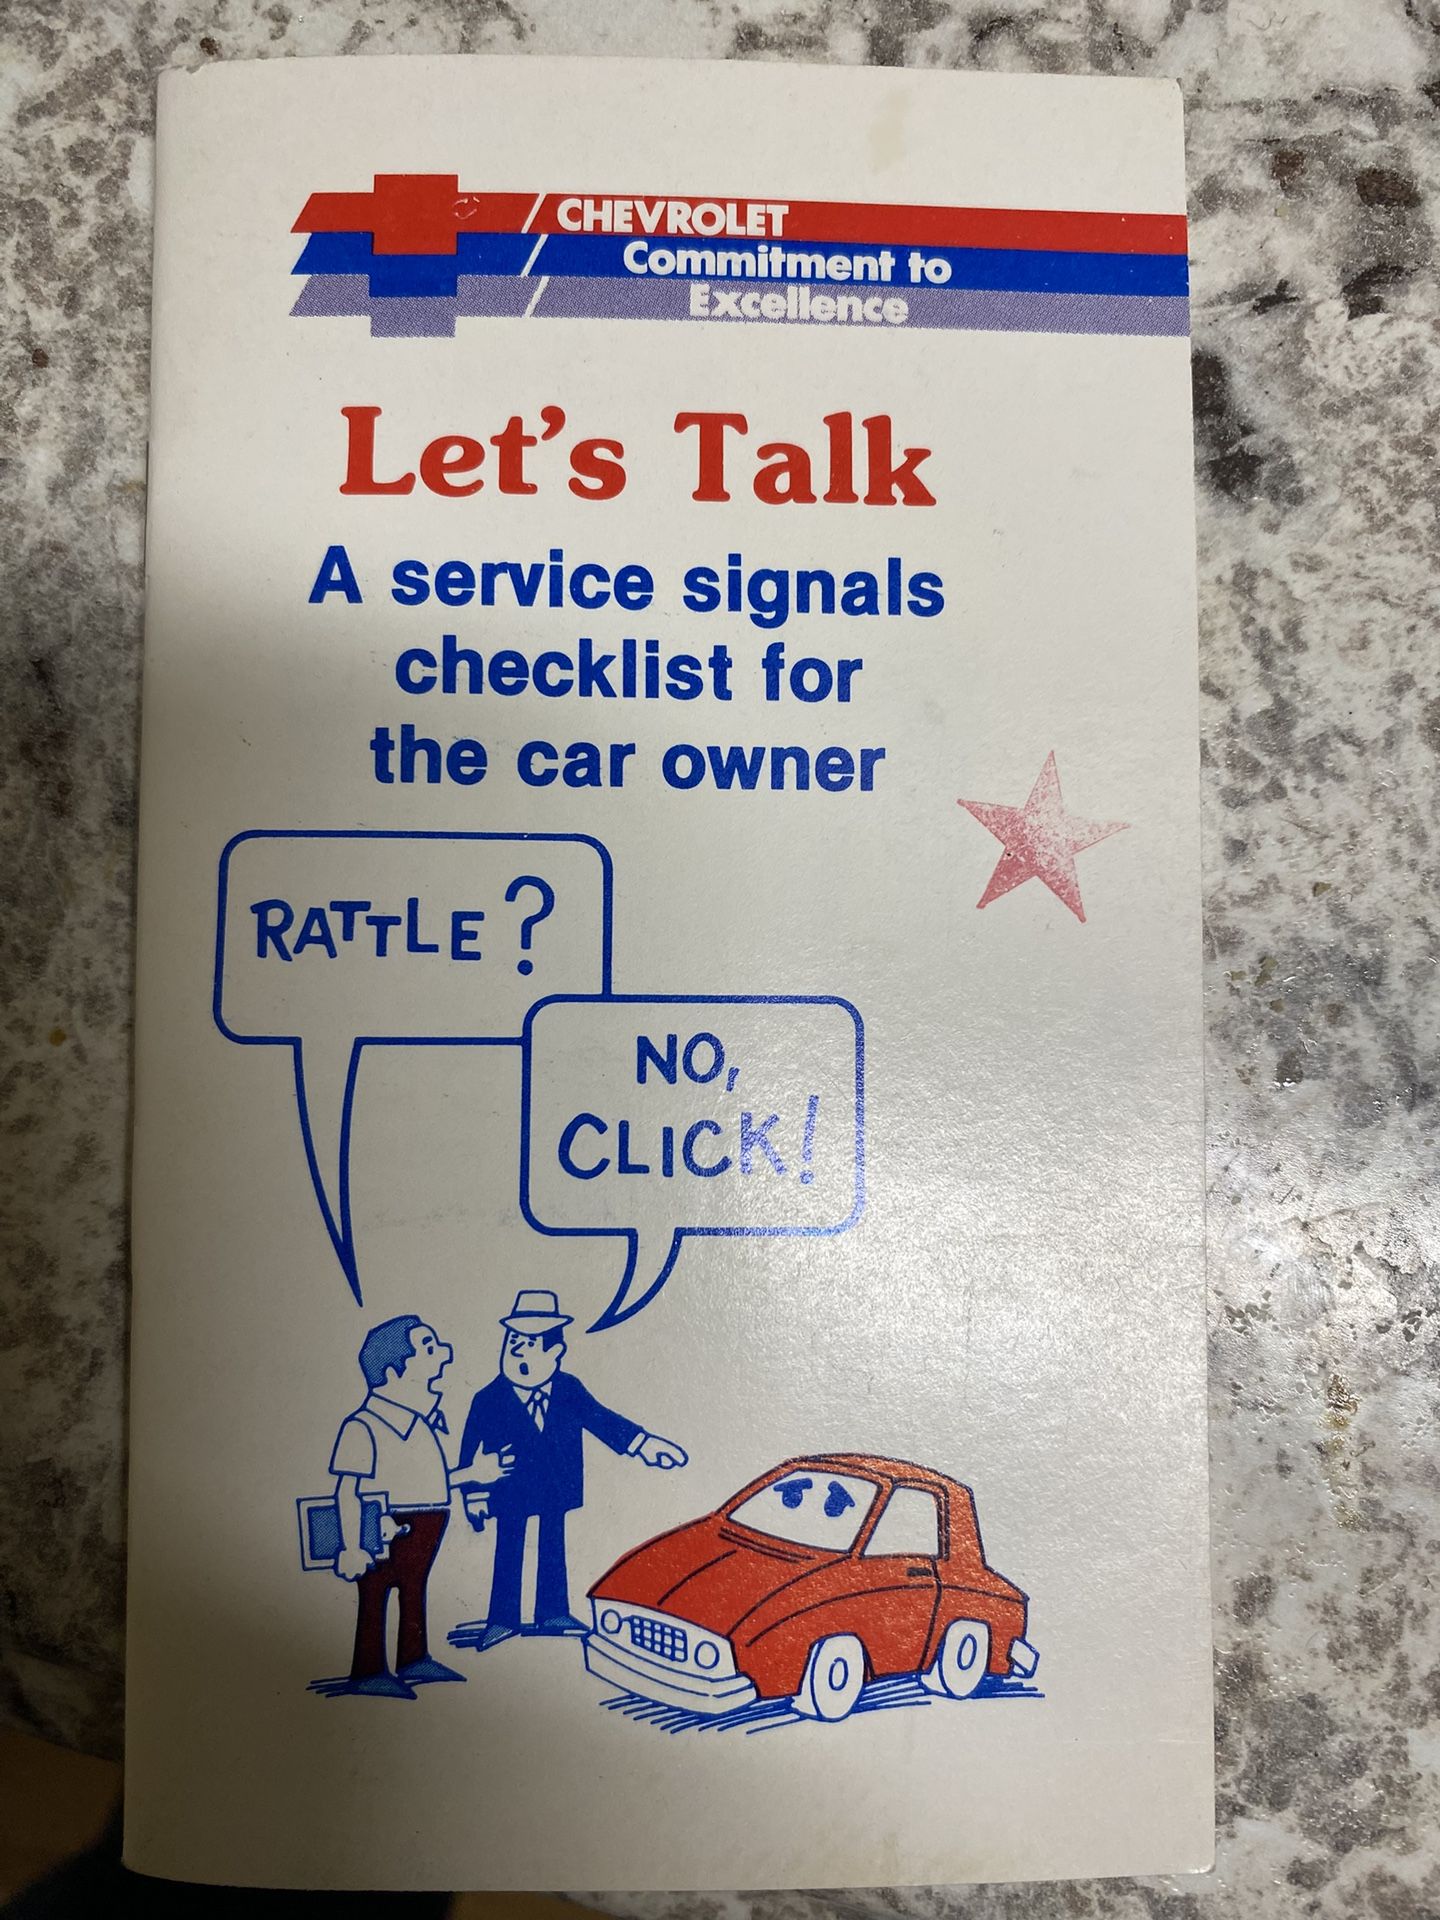 CHEVROLET
Commitment to
Excellence
Let's Talk
A service signals
checklist for
the car owner
RATTLE?
NO,
CLICK!